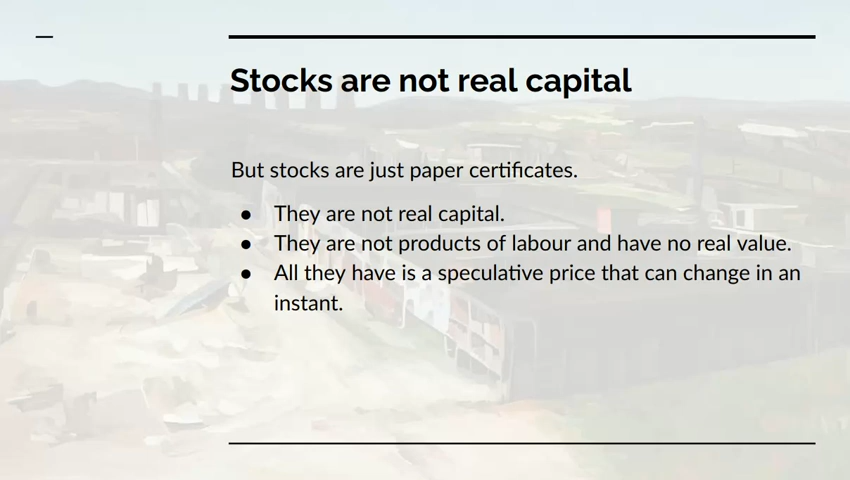 Stocks are not real capital
But stocks are just paper certificates.
● They are not real capital.
● They are not products of labour and have no real value.
● All they have is a speculative price that can change in an
instant.